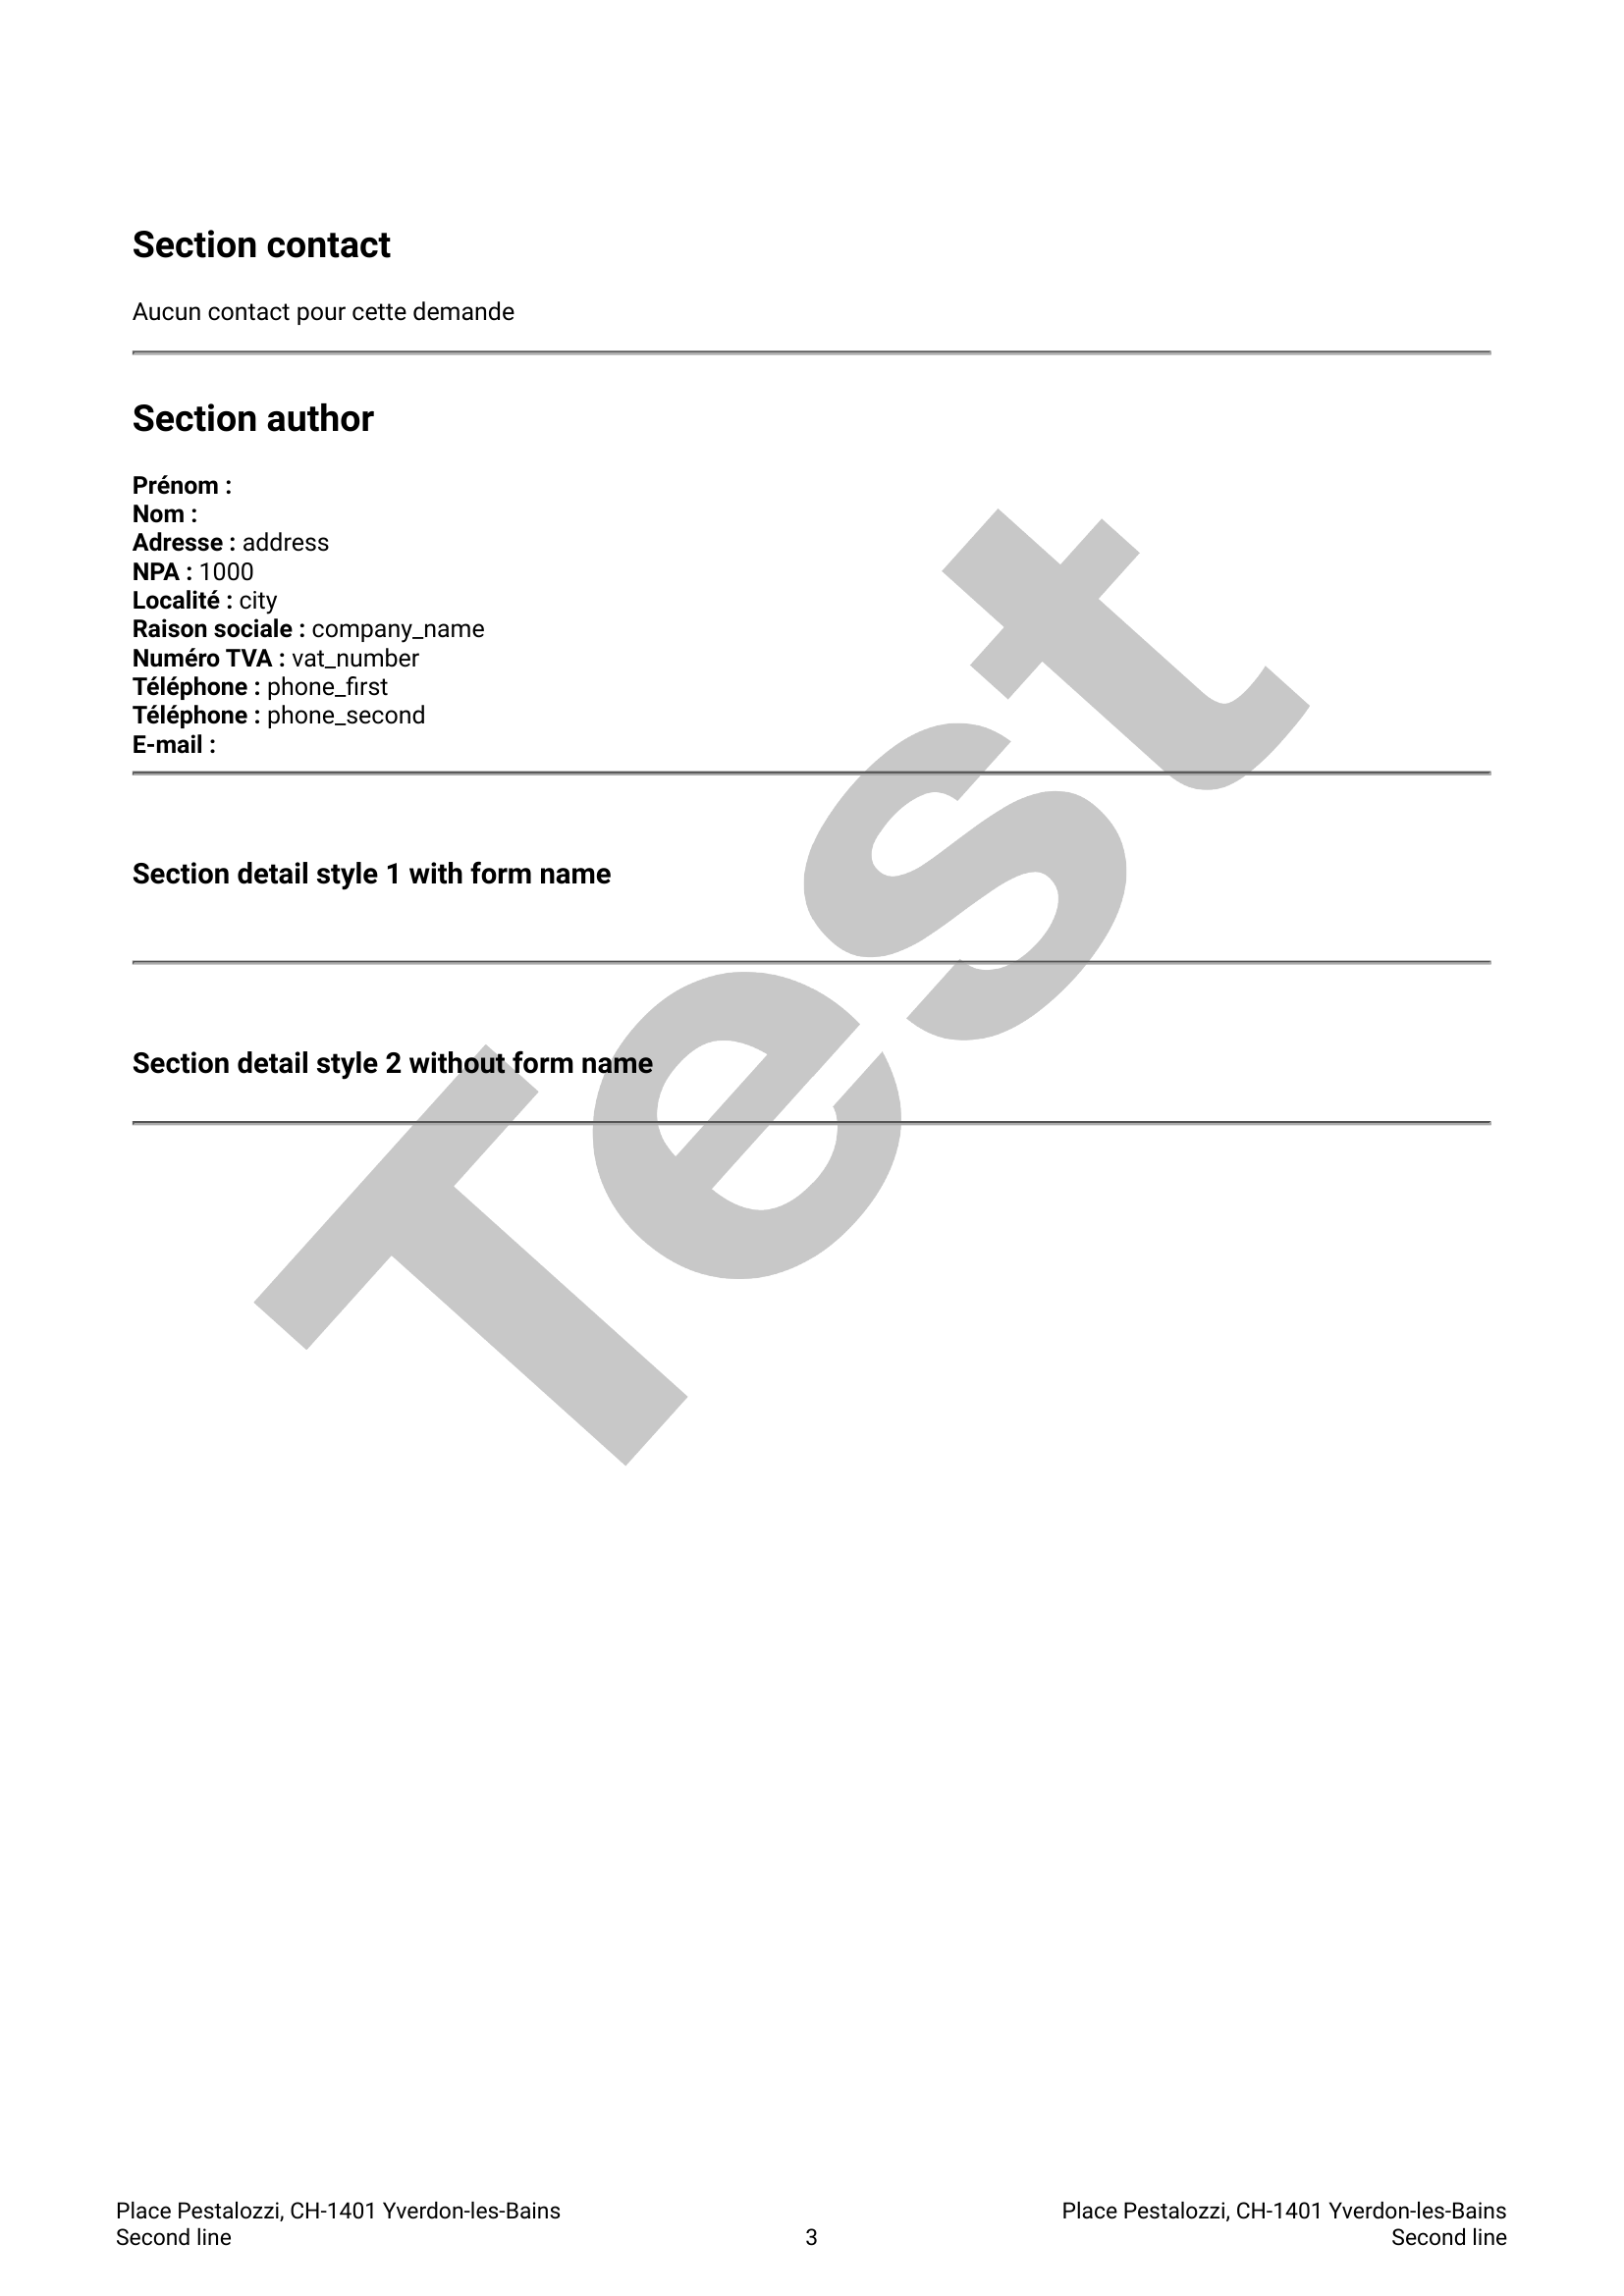 Section contact
Aucun contact pour cette demande
Section author
Prénom :
Nom :
Adresse : address
NPA : 1000
Localité : city
Raison sociale : company_name
Numéro TVA : vat_number
Téléphone : phone_first
Téléphone : phone_second
E-mail :
Section detail style 1 with form name
Section detail style 2 without form name
Test
Place Pestalozzi, CH-1401 Yverdon-les-Bains
Second line
3
Place Pestalozzi, CH-1401 Yverdon-les-Bains
Second line